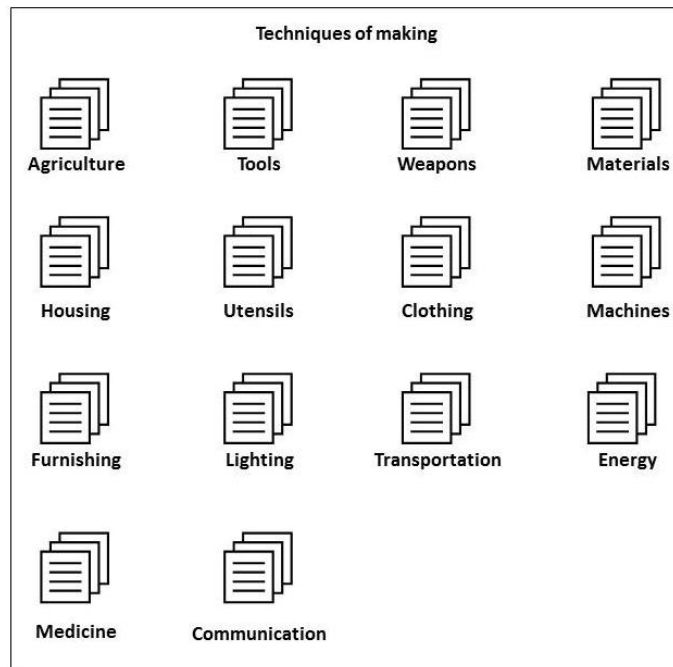 Techniques of making
Agriculture Tools Weapons Materials
Housing Utensils Clothing Machines
Furnishing Lighting Transportation Energy
Medicine Communication